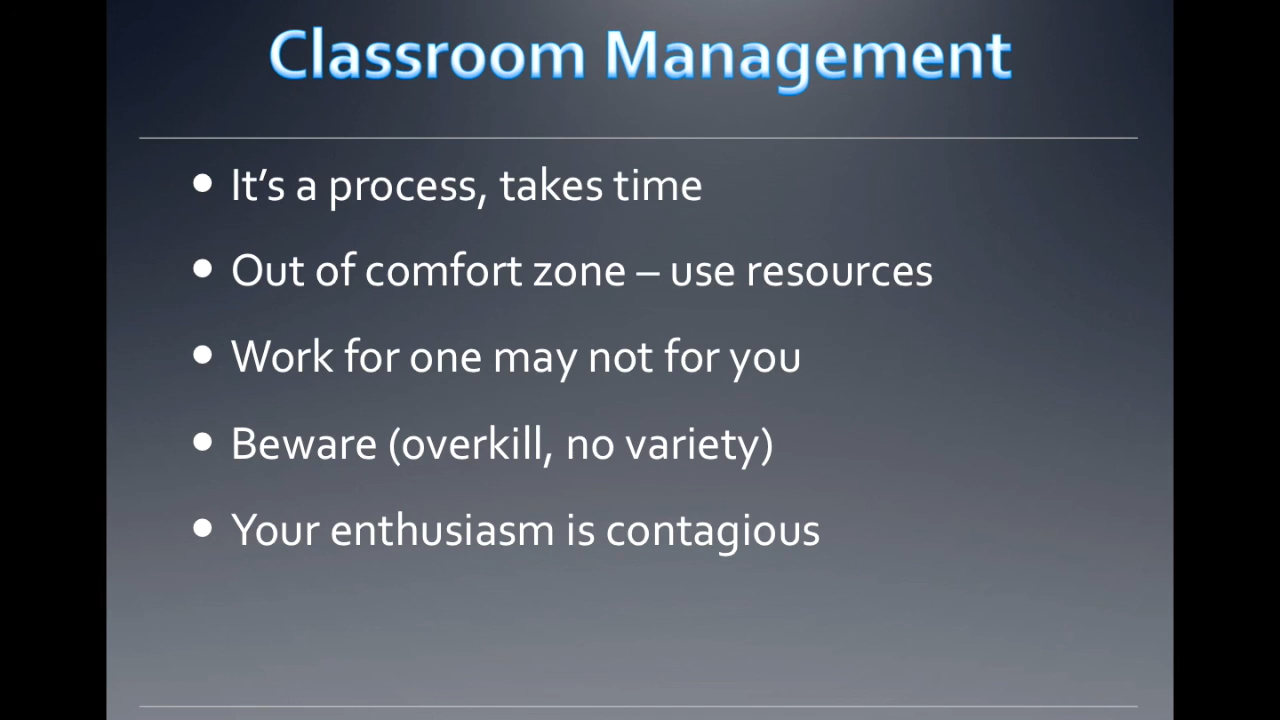 Classroom Management
• It’s a process, takes time
• Out of comfort zone – use resources
• Work for one may not for you
• Beware (overkill, no variety)
• Your enthusiasm is contagious